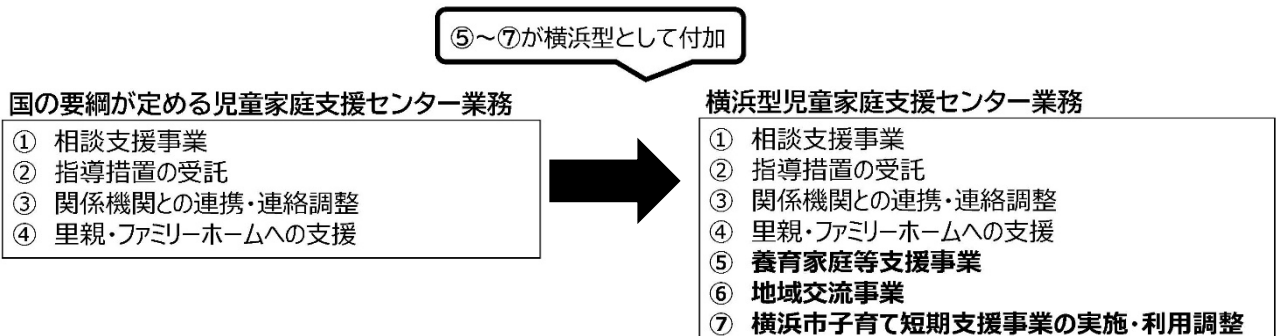 ⑤～⑦が横浜型として付加
国の要綱が定める児童家庭支援センター業務
① 相談支援事業
② 指導措置の受託
③ 関係機関との連携・連絡調整
④ 里親・ファミリーホームへの支援
横浜型児童家庭支援センター業務
① 相談支援事業
② 指導措置の受託
③ 関係機関との連携・連絡調整
④ 里親・ファミリーホームへの支援
⑤ 養育家庭等支援事業
⑥ 地域交流事業
⑦ 横浜市子育て短期支援事業の実施・利用調整